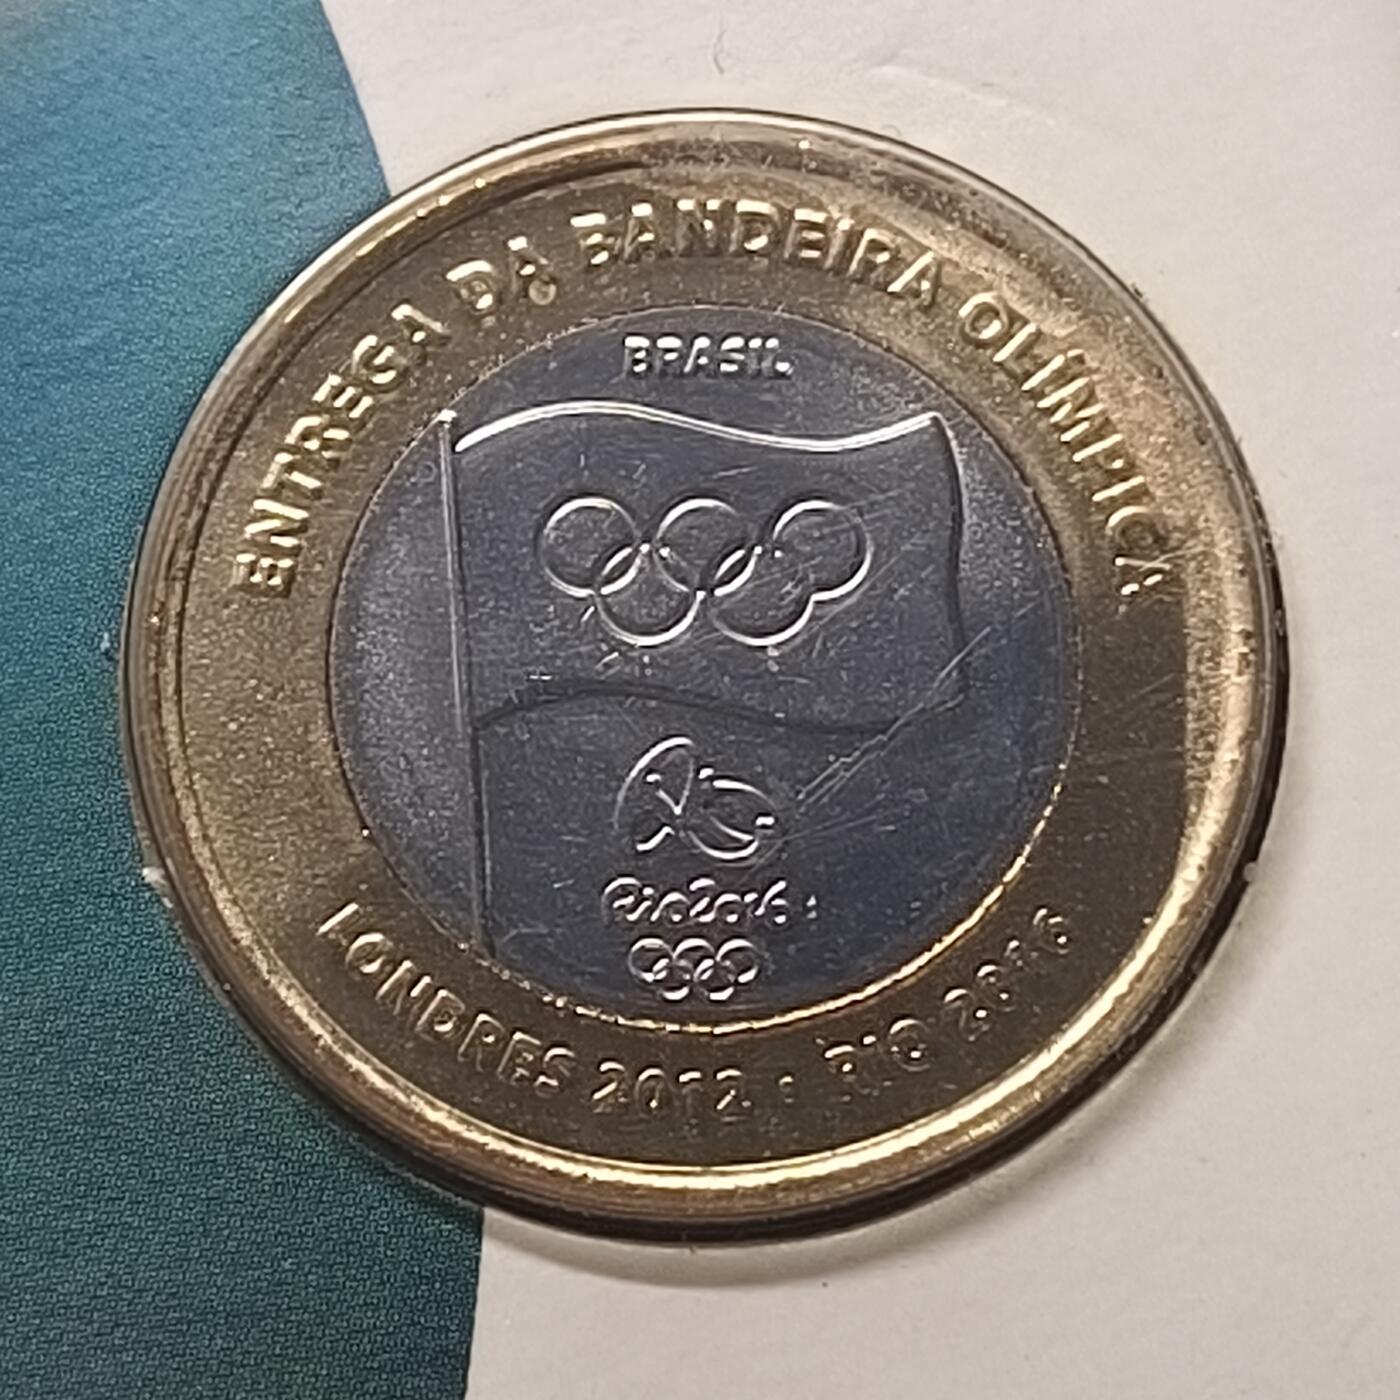 ENTREGA DA BANDEIRA OLÍMPICA
BRASIL
Rio2016
LONDRES 2012 · RIO 2016